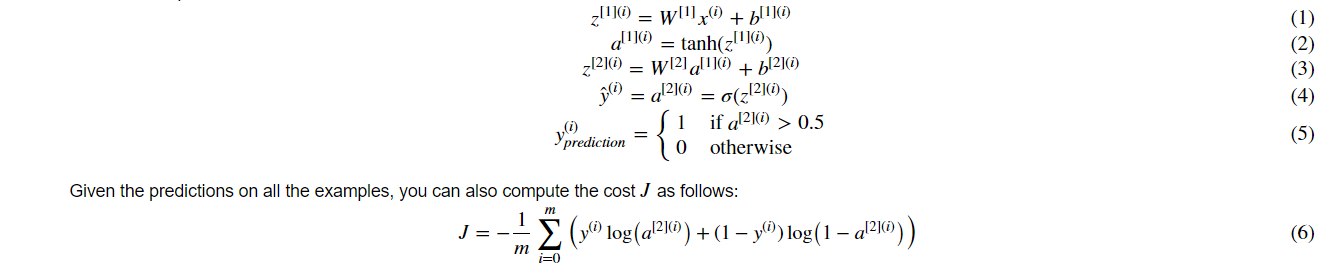 z^{[1](i)} = W^{[1]} x^{(i)} + b^{[1](i)} (1)
a^{[1](i)} = tanh(z^{[1](i)}) (2)
z^{[2](i)} = W^{[2]} a^{[1](i)} + b^{[2](i)} (3)
ŷ^{(i)} = a^{[2](i)} = σ(z^{[2](i)}) (4)
y^{(i)}_{prediction} = { 1 if a^{[2](i)} > 0.5; 0 otherwise (5)
Given the predictions on all the examples, you can also compute the cost J as follows:
J = -\frac{1}{m} \sum_{i=0}^{m} ( y^{(i)} log(a^{[2](i)}) + (1 − y^{(i)}) log(1 − a^{[2](i)}) ) (6)